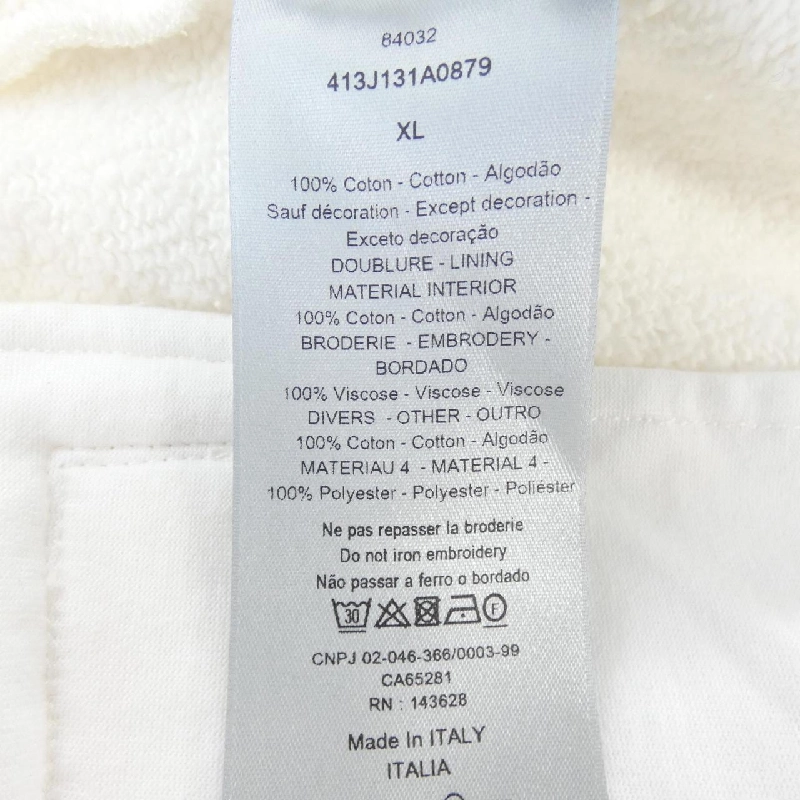 84032
413J131A0879
XL
100% Coton - Cotton - Algodão
Sauf décoration - Except decoration -
Exceto decoração
DOUBLURE - LINING
MATERIAL INTERIOR
100% Coton - Cotton - Algodão
BRODERIE - EMBRODERY -
BORDADO
100% Viscose - Viscose - Viscose
DIVERS - OTHER - OUTRO
100% Coton - Cotton - Algodão
MATERIAU 4 - MATERIAL 4 -
100% Polyester - Polyester - Poliéster
Ne pas repasser la broderie
Do not iron embroidery
Não passar a ferro o bordado
30 F
CNPJ 02-046-366/0003-99
CA65281
RN : 143628
Made In ITALY
ITALIA